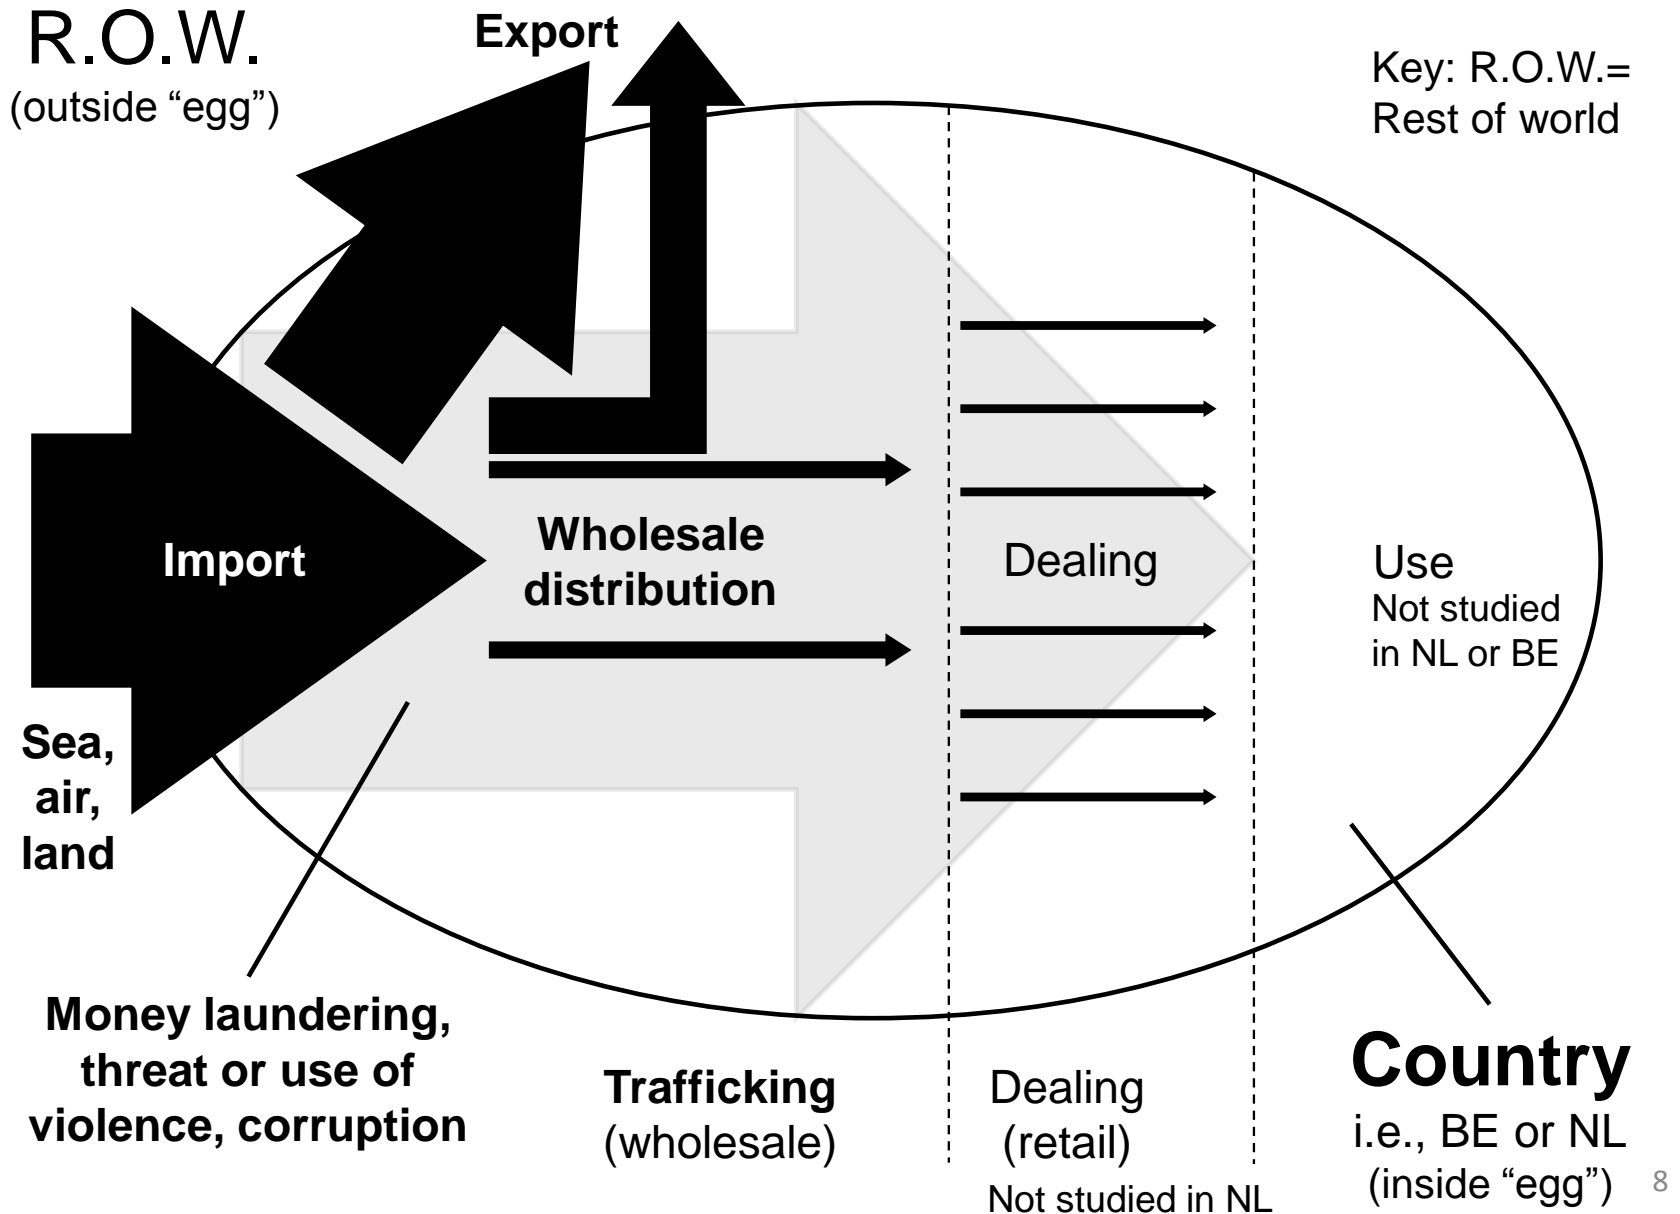 R.O.W.
(outside “egg”)
Export
Key: R.O.W.=
Rest of world
Import
Wholesale
distribution
Dealing
Use
Not studied
in NL or BE
Sea,
air,
land
Money laundering,
threat or use of
violence, corruption
Trafficking
(wholesale)
Dealing
(retail)
Not studied in NL
Country
i.e., BE or NL
(inside “egg”)
8